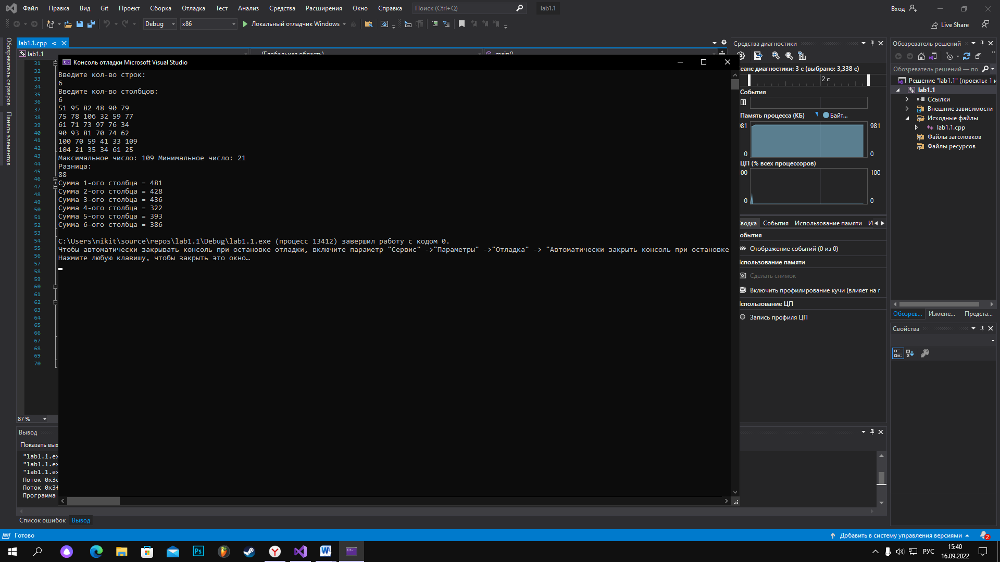 Файл Правка Вид Git Проект Сборка Отладка Тест Анализ Средства Расширения Окно Справка Поиск (Ctrl+Q) lab1.1 Вход
Debug x86 Локальный отладчик Windows Live Share
Обозреватель серверов
Панель элементов
lab1.1.cpp
lab1.1 (Глобальная область) main()
31
32
33
34
35
36
37
38
39
40
41
42
43
44
45
46
47
48
49
50
51
52
53
54
55
56
57
58
59
60
61
62
63
64
65
66
67
68
69
70
87 %
Консоль отладки Microsoft Visual Studio
Введите кол-во строк:
6
Введите кол-во столбцов:
6
51 95 82 48 90 79
75 78 106 32 59 77
61 71 73 97 76 34
90 93 81 70 74 62
100 70 59 41 33 109
104 21 35 34 61 25
Максимальное число: 109 Минимальное число: 21
Разница:
88
Сумма 1-ого столбца = 481
Сумма 2-ого столбца = 428
Сумма 3-ого столбца = 436
Сумма 4-ого столбца = 322
Сумма 5-ого столбца = 393
Сумма 6-ого столбца = 386
C:\Users\nikit\source\repos\lab1.1\Debug\lab1.1.exe (процесс 13412) завершил работу с кодом 0.
Чтобы автоматически закрывать консоль при остановке отладки, включите параметр "Сервис" ->"Параметры" ->"Отладка" -> "Автоматически закрыть консоль при остановке
Нажмите любую клавишу, чтобы закрыть это окно…
Средства диагностики
еанс диагностики: 3 с (выбрано: 3,338 с)
2 с
События
Память процесса (КБ) Байт...
981 981
0 0
ЦП (% всех процессоров)
00 100
0 0
водка События Использование памяти И
обытия
Отображение событий (0 из 0)
спользование памяти
Сделать снимок
Включить профилирование кучи (влияет на п
спользование ЦП
Запись профиля ЦП
Обозреватель решений
Обозреватель решений — по
Решение "lab1.1" (проекты: 1 и
lab1.1
Ссылки
Внешние зависимости
Исходные файлы
lab1.1.cpp
Файлы заголовков
Файлы ресурсов
Обозрев... Измене... Предста...
Свойства
Вывод
Показать вых
"lab1.1.ex
"lab1.1.ex
"lab1.1.ex
Поток 0x3c
Поток 0x3f
Программа
Список ошибок Вывод
Готово Добавить в систему управления версиями 2
РУС 15:40
16.09.2022